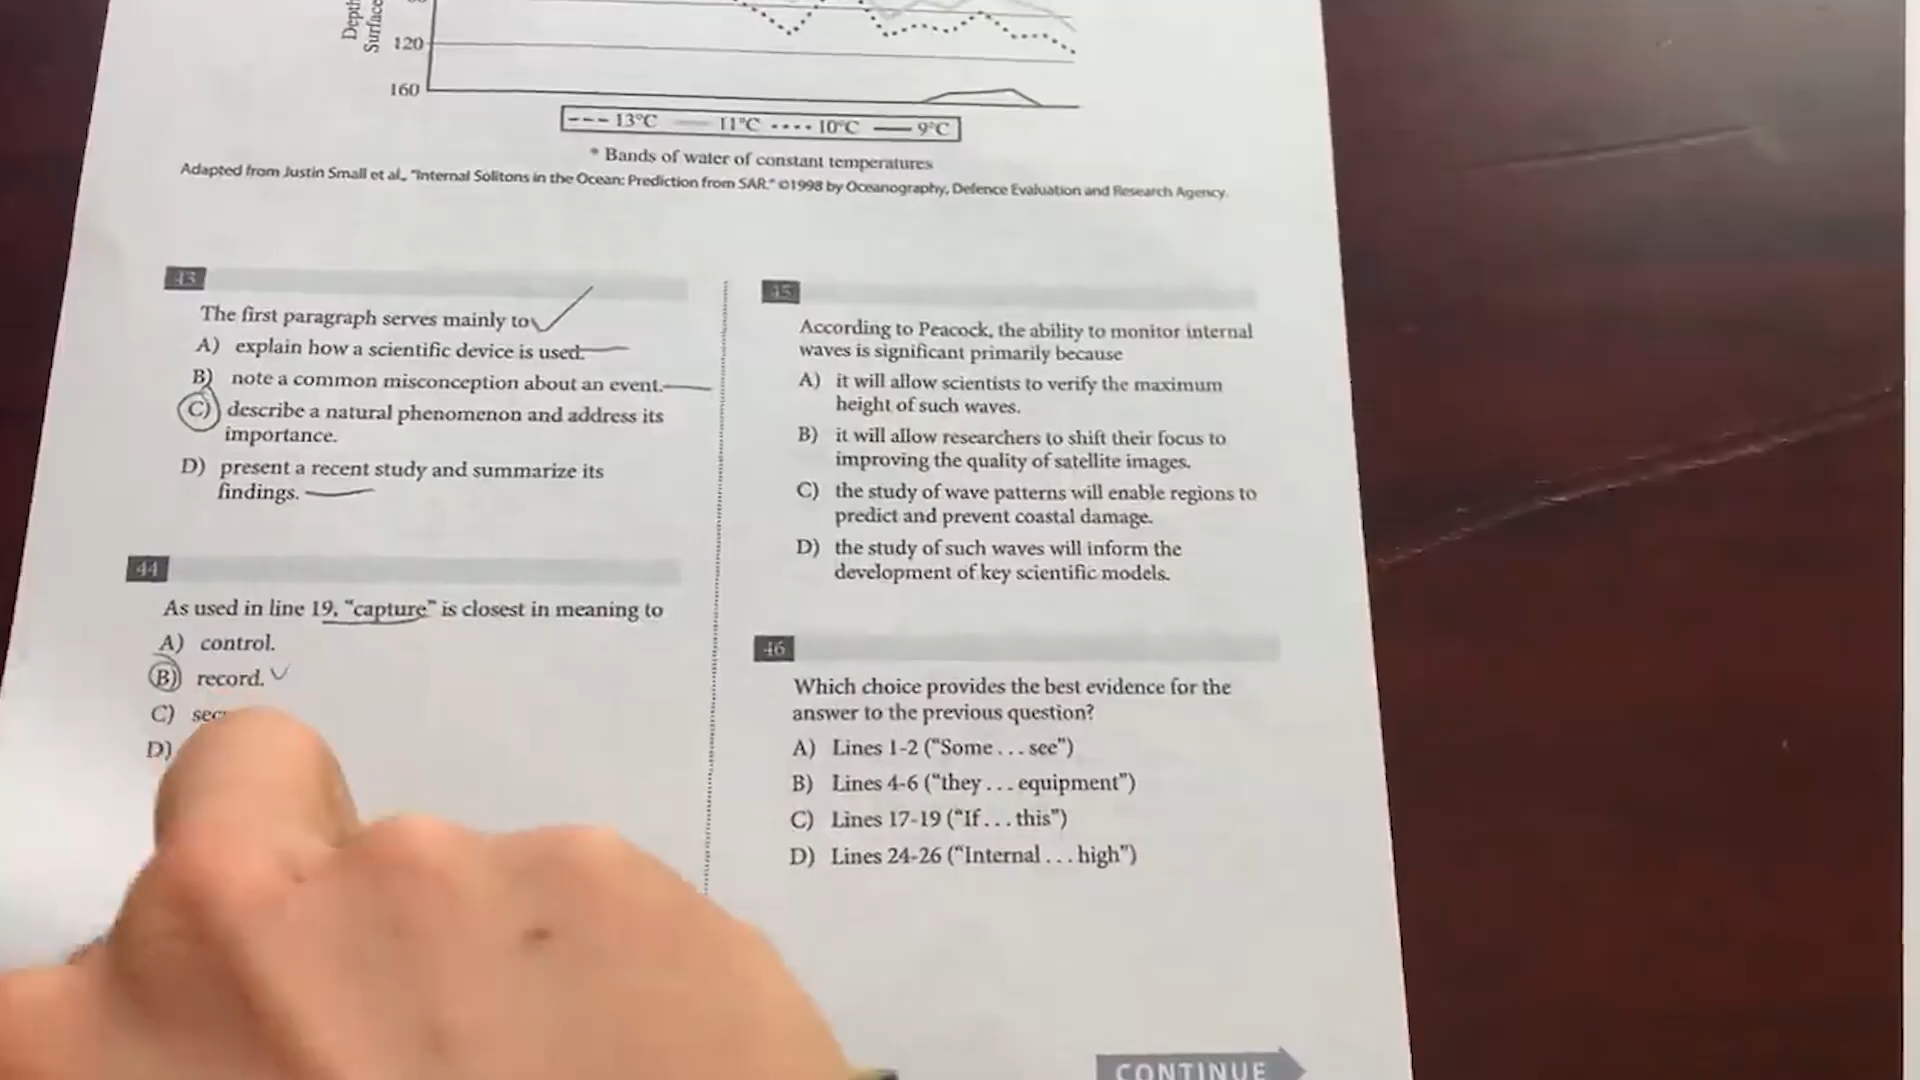 Surface
120
160
13°C 11°C 10°C 9°C
* Bands of water of constant temperatures
Adapted from Justin Small et al., "Internal Solitons in the Ocean: Prediction from SAR." ©1998 by Oceanography, Defence Evaluation and Research Agency.
43
The first paragraph serves mainly to
A) explain how a scientific device is used.
B) note a common misconception about an event.
C) describe a natural phenomenon and address its
importance.
D) present a recent study and summarize its
findings.
44
As used in line 19, "capture" is closest in meaning to
A) control.
B) record.
C)
D)
45
According to Peacock, the ability to monitor internal
waves is significant primarily because
A) it will allow scientists to verify the maximum
height of such waves.
B) it will allow researchers to shift their focus to
improving the quality of satellite images.
C) the study of wave patterns will enable regions to
predict and prevent coastal damage.
D) the study of such waves will inform the
development of key scientific models.
46
Which choice provides the best evidence for the
answer to the previous question?
A) Lines 1-2 ("Some . . . see")
B) Lines 4-6 ("they . . . equipment")
C) Lines 17-19 ("If . . . this")
D) Lines 24-26 ("Internal . . . high")
CONTINUE